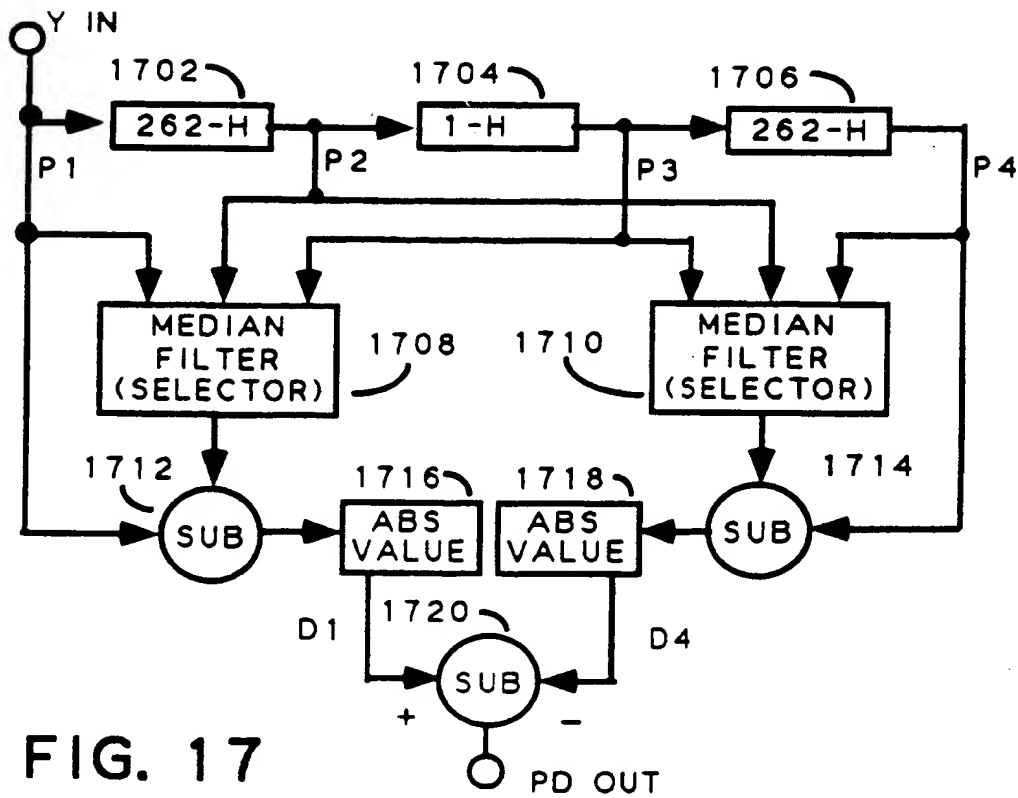 Y IN
1702
1704
1706
262-H
1-H
262-H
P1
P2
P3
P4
MEDIAN
FILTER
(SELECTOR)
1708
1710
MEDIAN
FILTER
(SELECTOR)
1712
SUB
1716
ABS
VALUE
1718
ABS
VALUE
SUB
1714
D1
1720
D4
SUB
+
−
FIG. 17
PD OUT